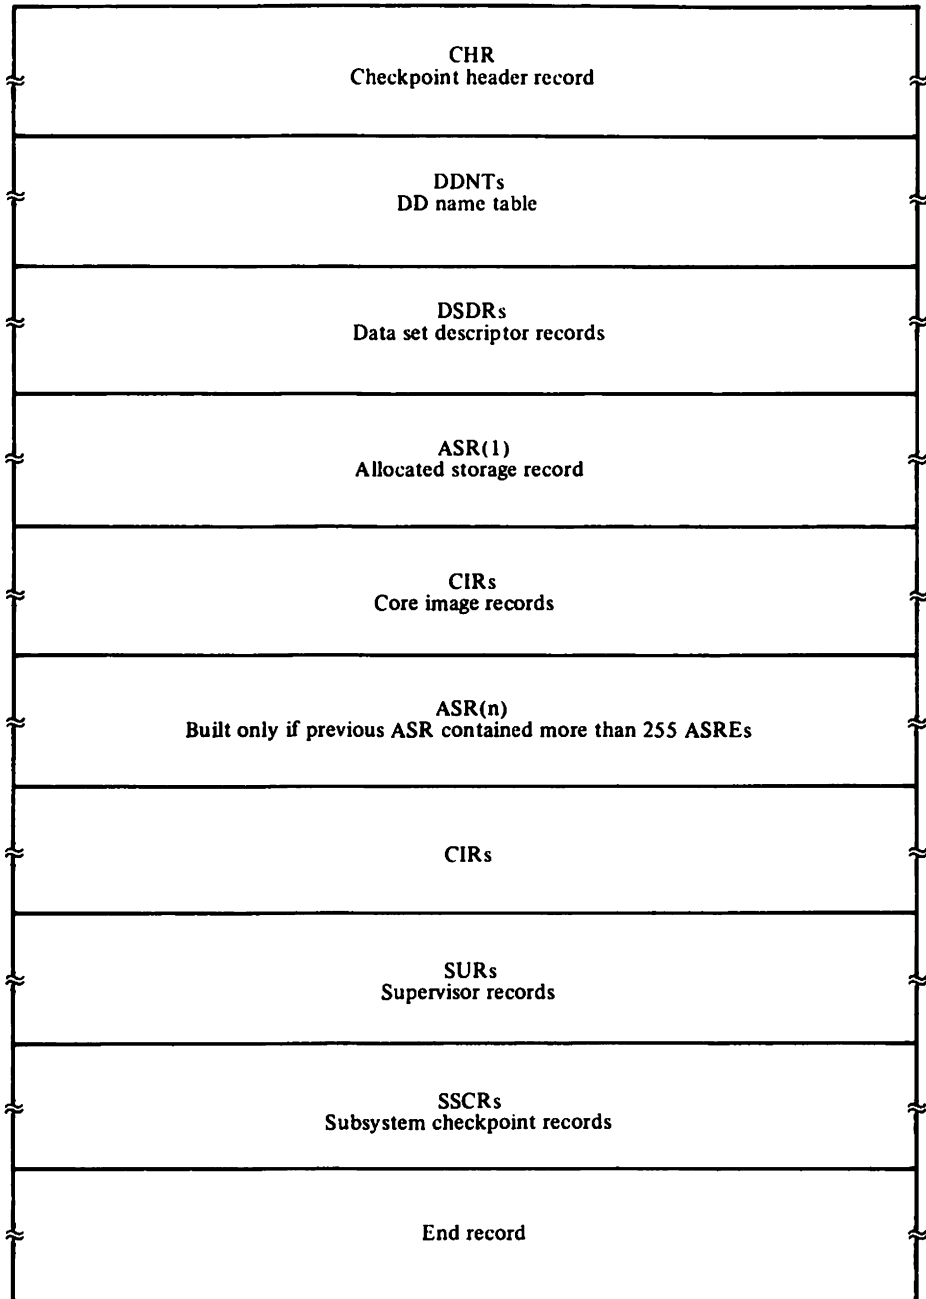 CHR
Checkpoint header record
DDNTs
DD name table
DSDRs
Data set descriptor records
ASR(1)
Allocated storage record
CIRs
Core image records
ASR(n)
Built only if previous ASR contained more than 255 ASREs
CIRs
SURs
Supervisor records
SSCRs
Subsystem checkpoint records
End record